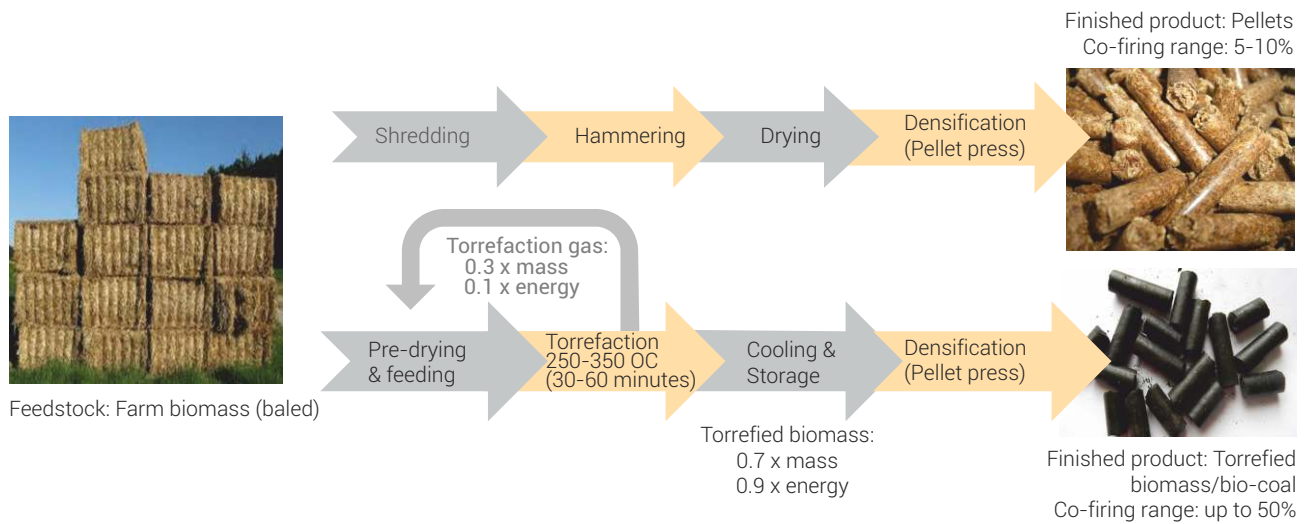 Finished product: Pellets
Co-firing range: 5-10%
Shredding
Hammering
Drying
Densification
(Pellet press)
Torrefaction gas:
0.3 x mass
0.1 x energy
Pre-drying
& feeding
Torrefaction
250-350 OC
(30-60 minutes)
Cooling &
Storage
Densification
(Pellet press)
Feedstock: Farm biomass (baled)
Torrefied biomass:
0.7 x mass
0.9 x energy
Finished product: Torrefied
biomass/bio-coal
Co-firing range: up to 50%